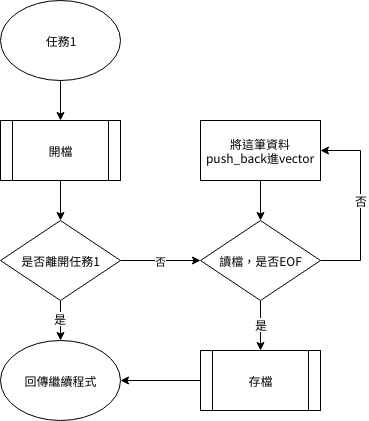 任務1
開檔
將這筆資料
push_back進vector
是否離開任務1
否
讀檔，是否EOF
否
是
是
回傳繼續程式
存檔